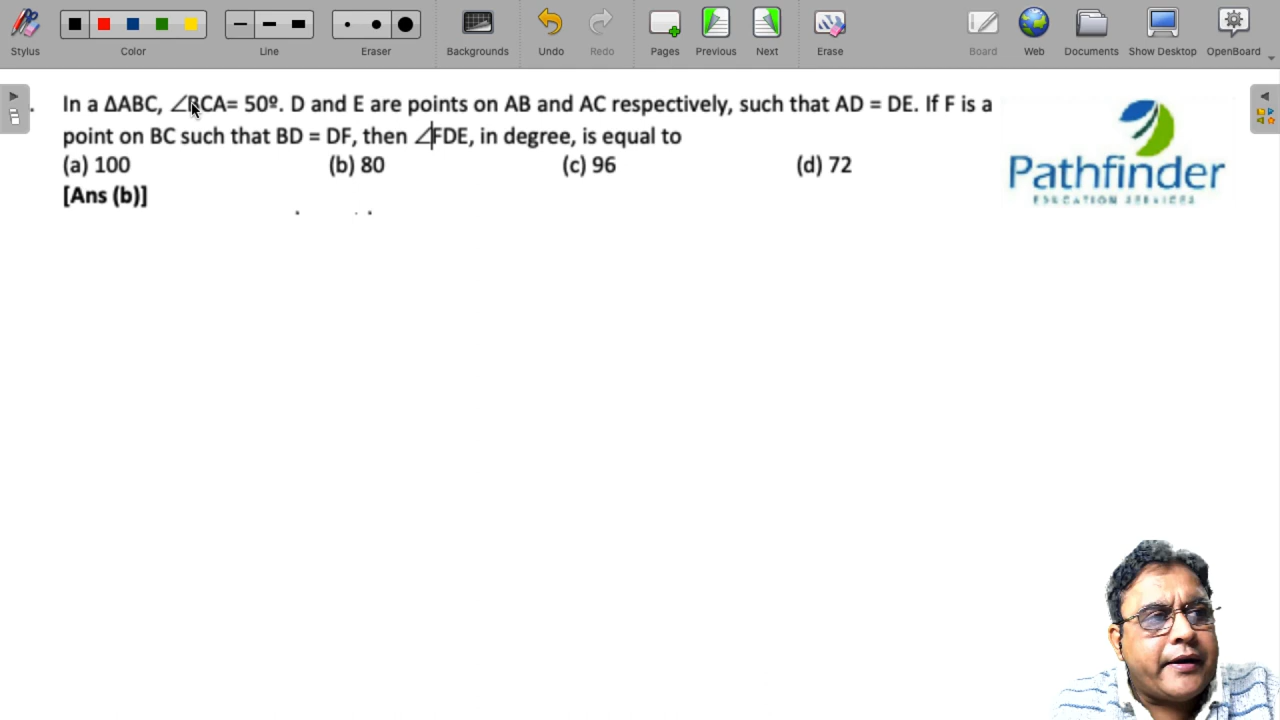 Stylus Color Line Eraser Backgrounds Undo Redo Pages Previous Next Erase Board Web Documents Show Desktop OpenBoard
. In a ΔABC, ∠BCA= 50º. D and E are points on AB and AC respectively, such that AD = DE. If F is a
point on BC such that BD = DF, then ∠FDE, in degree, is equal to
(a) 100 (b) 80 (c) 96 (d) 72
[Ans (b)]
Pathfinder
EDUCATION SERVICES